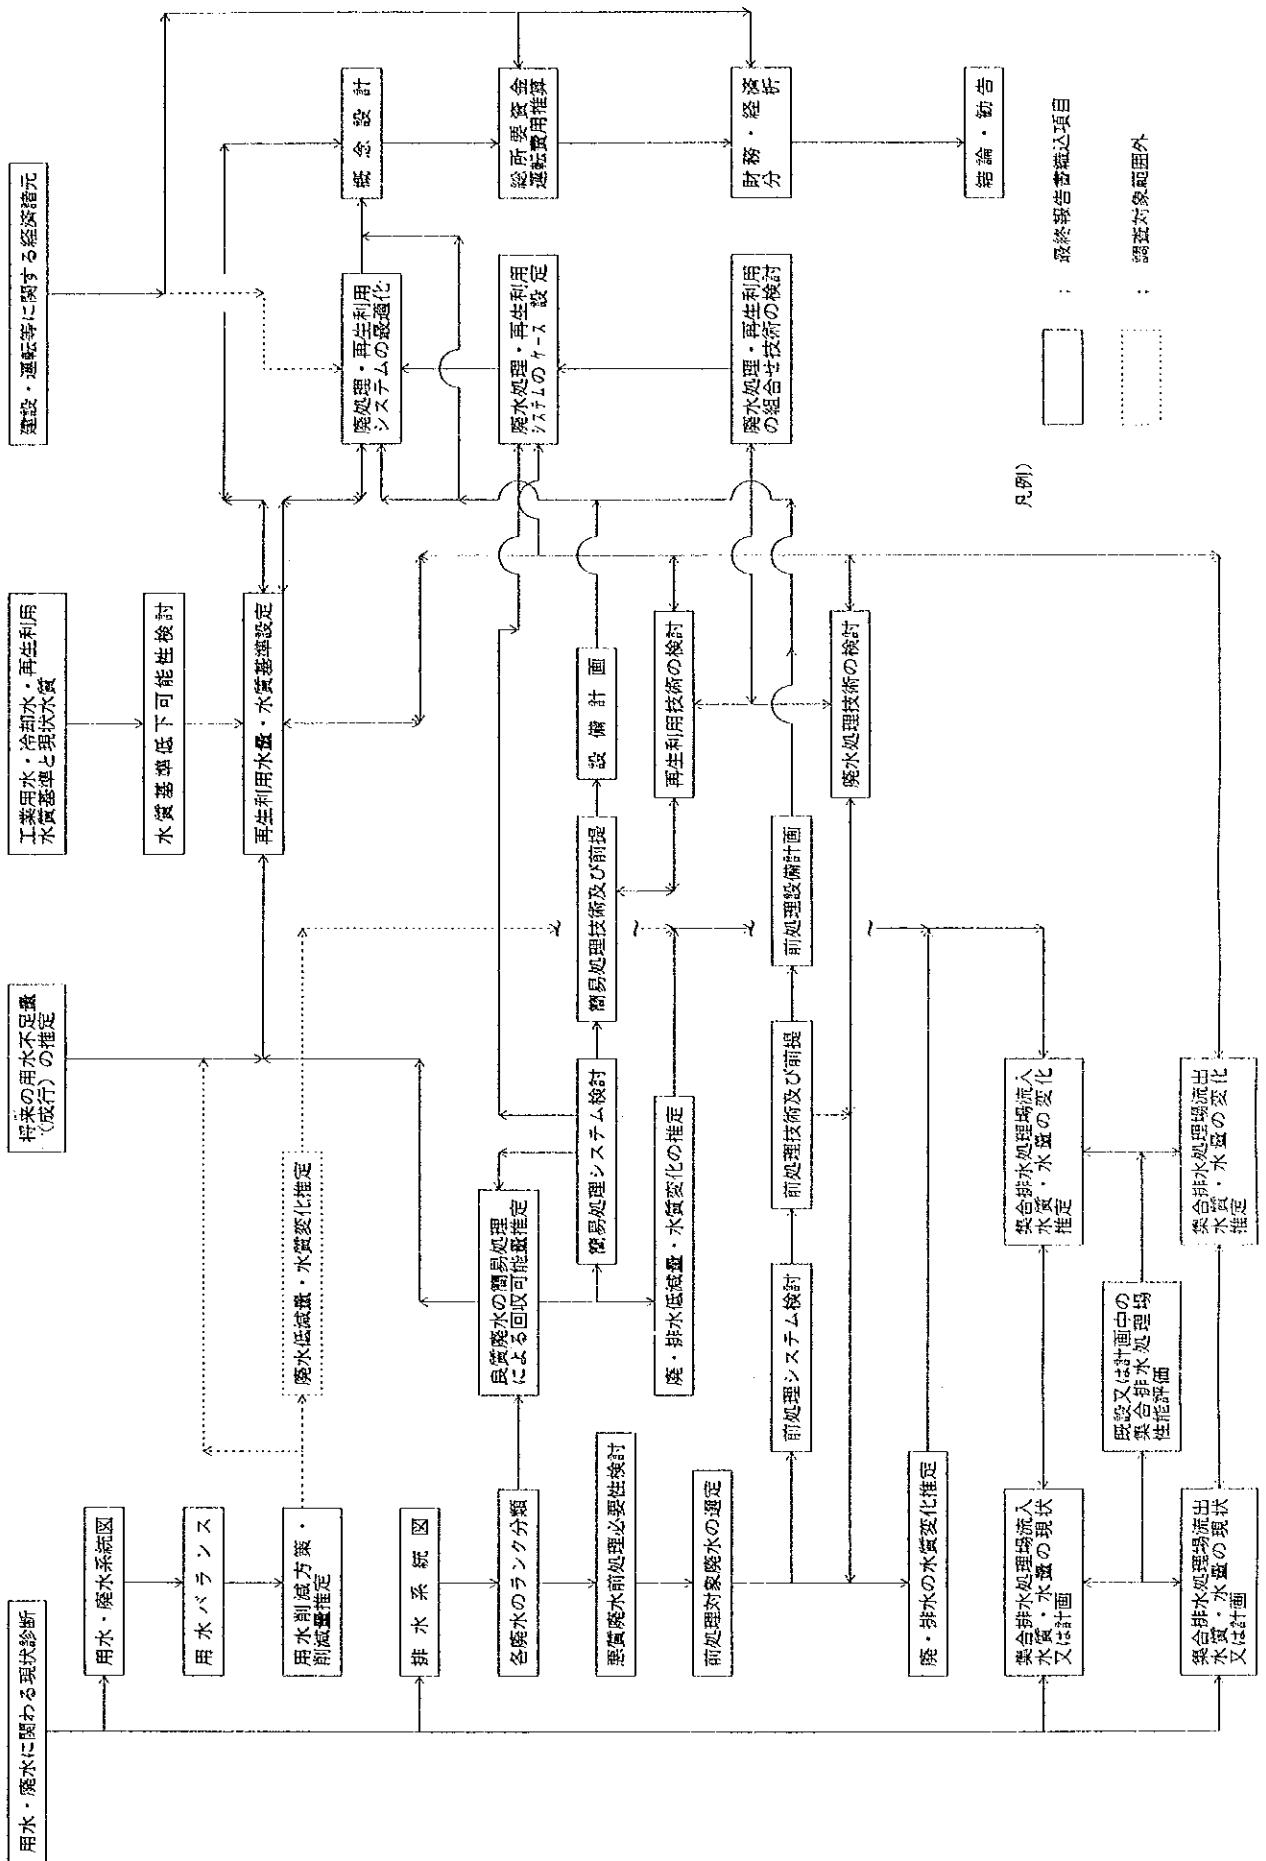 用水・廃水に関わる現状診断
用水・廃水系統図
用水バランス
用水削減方策・
削減量推定
排水系統図
各廃水のランク分類
悪質廃水前処理必要性検討
前処理対象廃水の選定
廃・排水の水質変化推定
集合排水処理場流入
水質・水量の現状
又は計画
集合排水処理場流出
水質・水量の現状
又は計画
廃水低減量・水質変化推定
良質廃水の簡易処理
による回収可能量推定
簡易処理システム検討
廃・排水低減量・水質変化の推定
前処理システム検討
既設又は計画中の
集合排水処理場
性能評価
将来の用水不足量
(成行)の推定
簡易処理技術及び前提
前処理技術及び前提
前処理設備計画
集合排水処理場流入
水質・水量の変化
推定
集合排水処理場流出
水質・水量の変化
推定
工業用水・冷却水・再生利用
水質基準と現状水質
水質基準低下可能性検討
再生利用水量・水質基準設定
設備計画
再生利用技術の検討
廃水処理技術の検討
建設・運転等に関する経済諸元
廃処理・再生利用
システムの最適化
廃水処理・再生利用
システムのケース設定
廃水処理・再生利用
の組合せ技術の検討
概念設計
総所要資金
運転費用推算
財務・経済
分析
結論・勧告
凡例)
; 最終報告書織込項目
; 調査対象範囲外